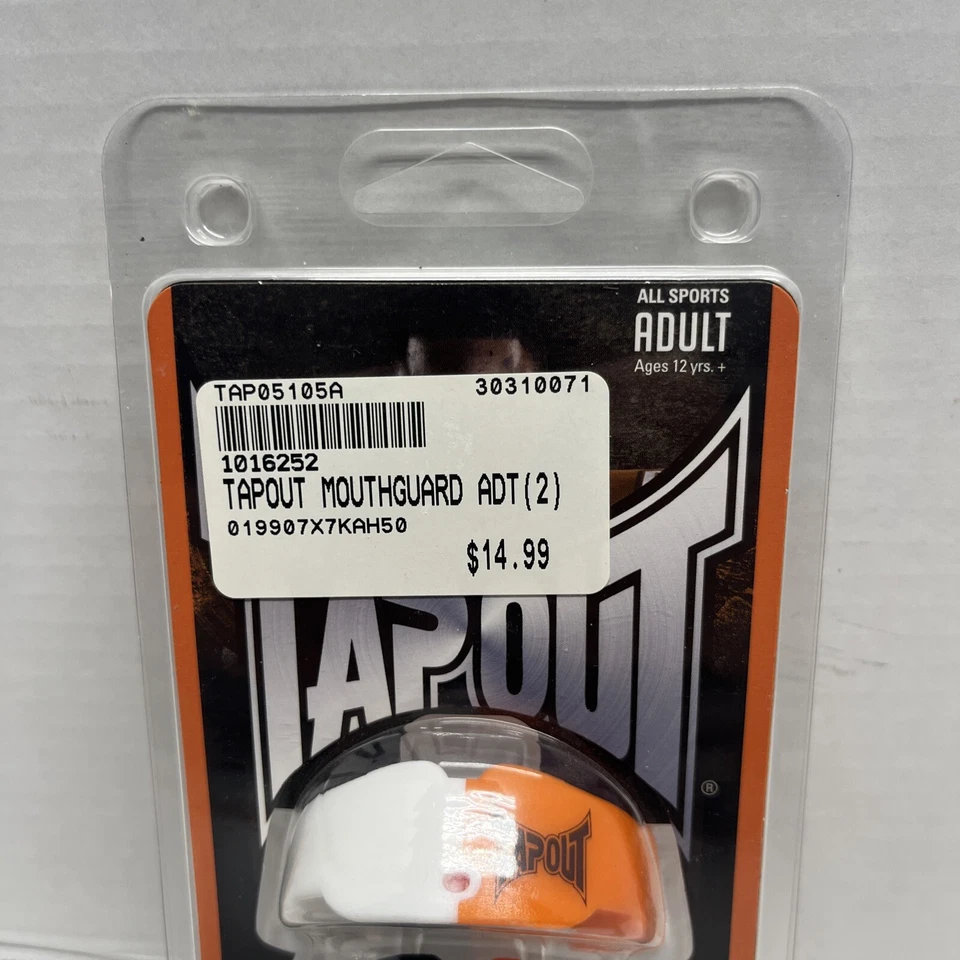 ALL SPORTS
ADULT
Ages 12 yrs. +
TAP05105A 30310071
1016252
TAPOUT MOUTHGUARD ADT(2)
019907X7KAH50
$14.99
TAPOUT
®
TAPOUT